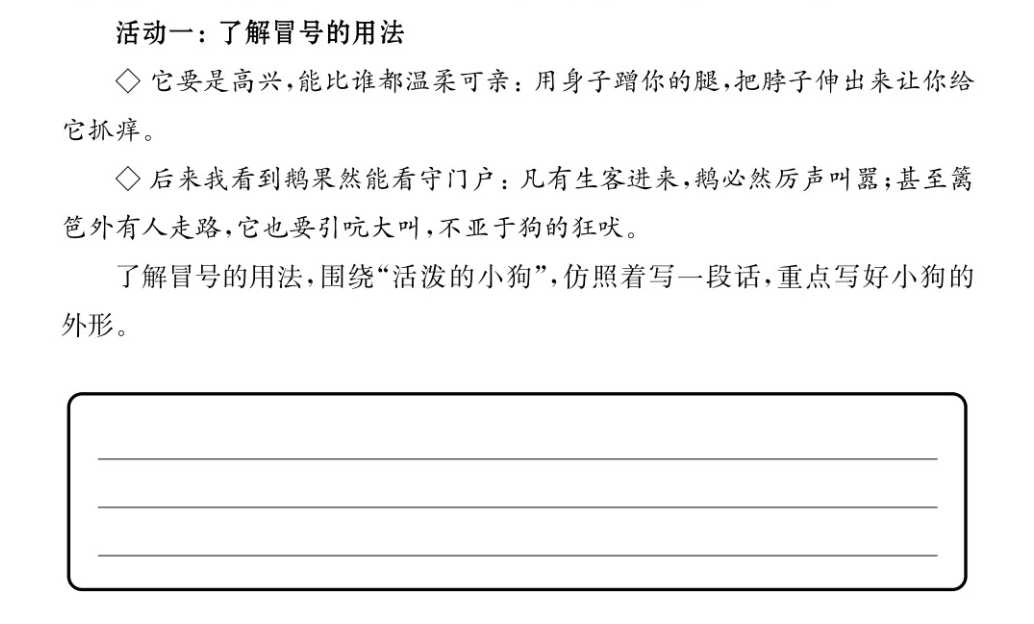 活动一：了解冒号的用法
◇ 它要是高兴，能比谁都温柔可亲：用身子蹭你的腿，把脖子伸出来让你给
它抓痒。
◇ 后来我看到鹅果然能看守门户：凡有生客进来，鹅必然厉声叫嚣；甚至篱
笆外有人走路，它也要引吭大叫，不亚于狗的狂吠。
了解冒号的用法，围绕“活泼的小狗”，仿照着写一段话，重点写好小狗的
外形。